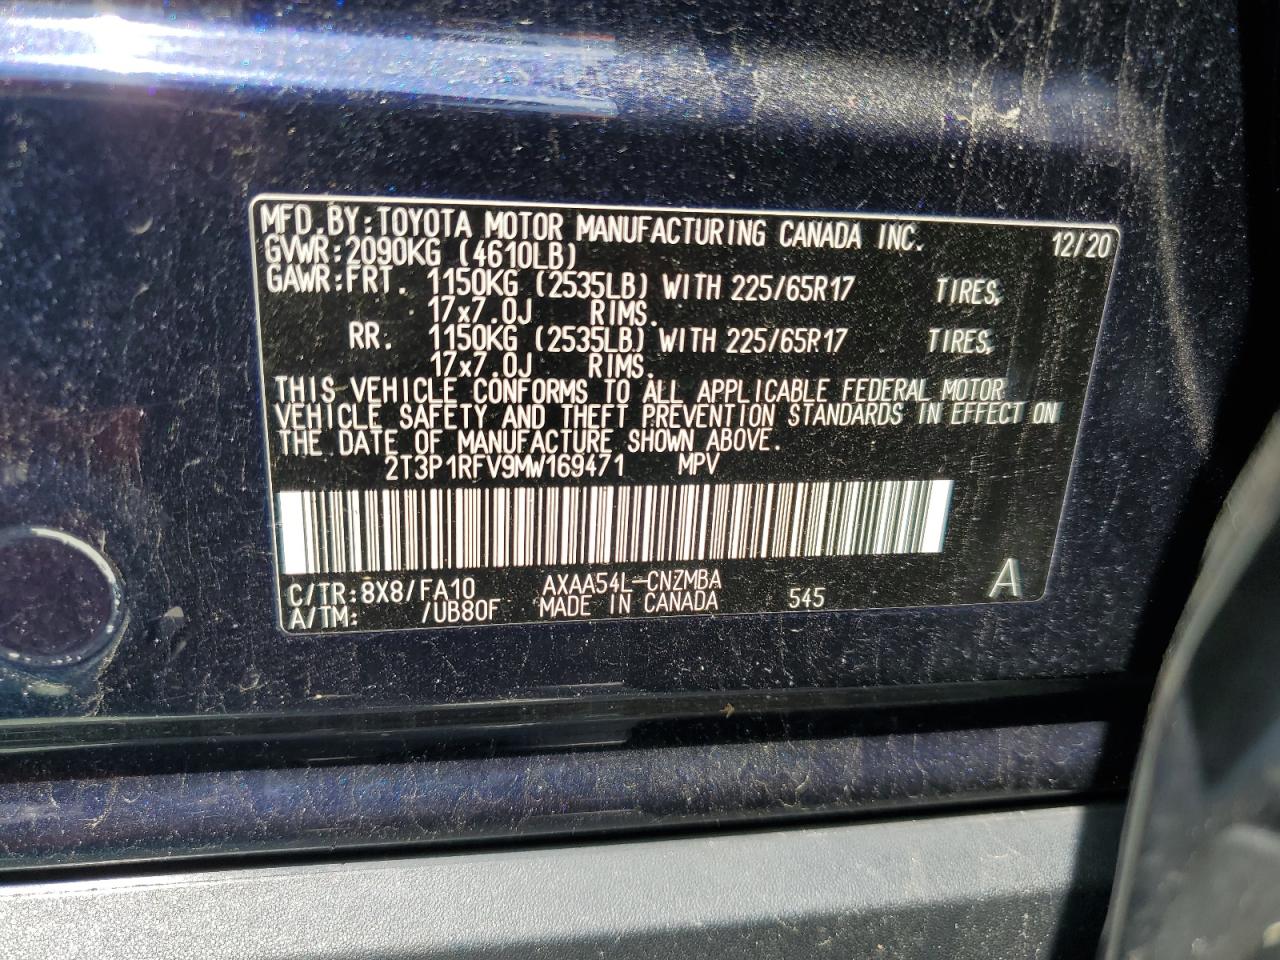 MFD.BY:TOYOTA MOTOR MANUFACTURING CANADA INC. 12/20
GVWR:2090KG (4610LB)
GAWR:FRT. 1150KG (2535LB) WITH 225/65R17 TIRES,
17x7.0J RIMS.
RR. 1150KG (2535LB) WITH 225/65R17 TIRES,
17x7.0J RIMS.
THIS VEHICLE CONFORMS TO ALL APPLICABLE FEDERAL MOTOR
VEHICLE SAFETY AND THEFT PREVENTION STANDARDS IN EFFECT ON
THE DATE OF MANUFACTURE SHOWN ABOVE.
2T3P1RFV9MW169471 MPV
C/TR:8X8/FA10 AXAA54L-CNZMBA A
A/TM: /UB80F MADE IN CANADA 545